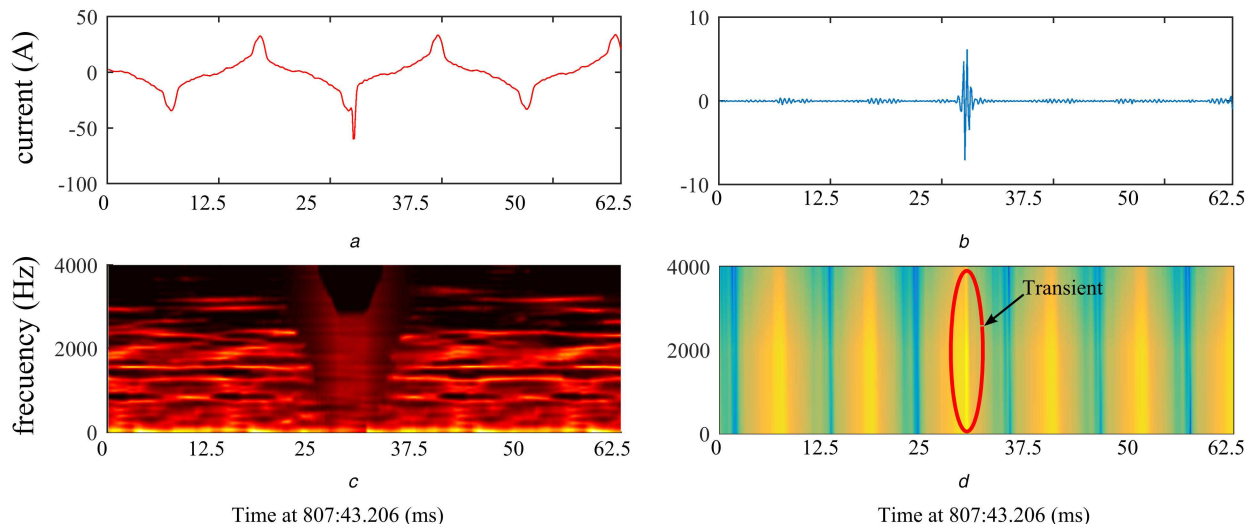 current (A)
50
0
-50
-100
0 12.5 25 37.5 50 62.5
a
10
0
-10
0 12.5 25 37.5 50 62.5
b
frecuency (Hz)
4000
2000
0
0 12.5 25 37.5 50 62.5
c
Time at 807:43.206 (ms)
4000
2000
0
Transient
0 12.5 25 37.5 50 62.5
d
Time at 807:43.206 (ms)